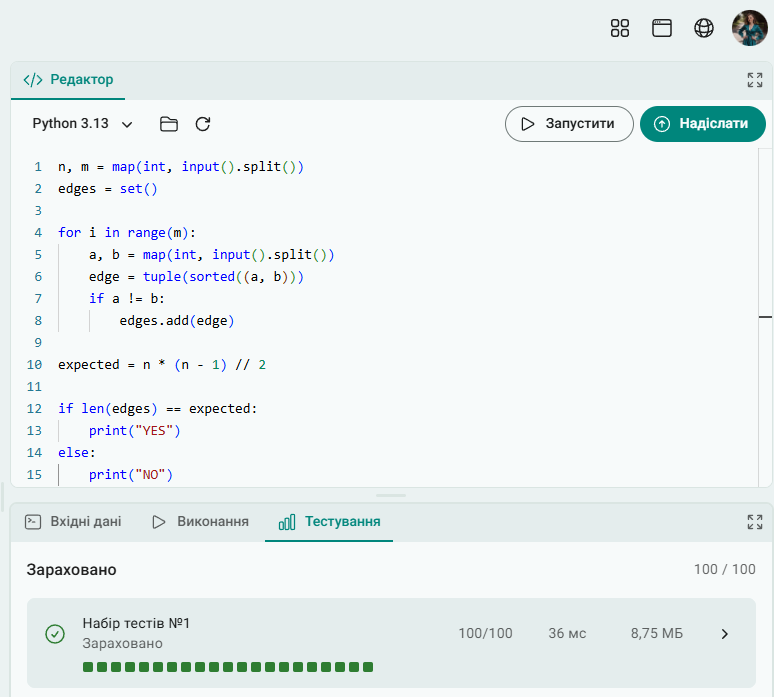 </> Редактор
Python 3.13
Запустити
Надіслати
1 n, m = map(int, input().split())
2 edges = set()
3
4 for i in range(m):
5     a, b = map(int, input().split())
6     edge = tuple(sorted((a, b)))
7     if a != b:
8         edges.add(edge)
9
10 expected = n * (n - 1) // 2
11
12 if len(edges) == expected:
13     print("YES")
14 else:
15     print("NO")
Вхідні дані
Виконання
Тестування
Зараховано 100 / 100
Набір тестів №1
Зараховано
100/100 36 мс 8,75 МБ